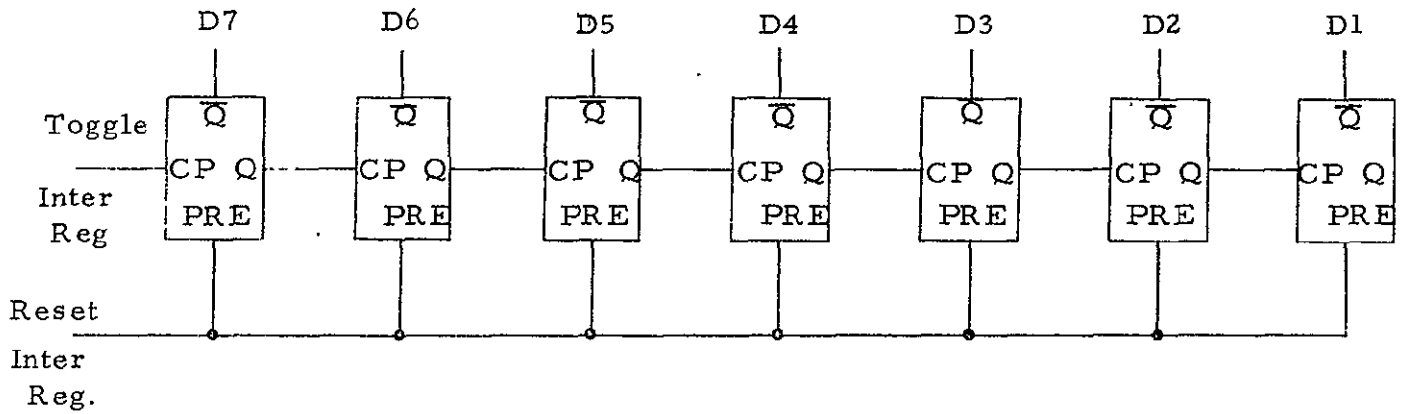 D7 D6 D5 D4 D3 D2 D1
Q̅ Q̅ Q̅ Q̅ Q̅ Q̅ Q̅
Toggle
CP Q CP Q CP Q CP Q CP Q CP Q CP Q
Inter
Reg
PRE PRE PRE PRE PRE PRE PRE
Reset
Inter
Reg.